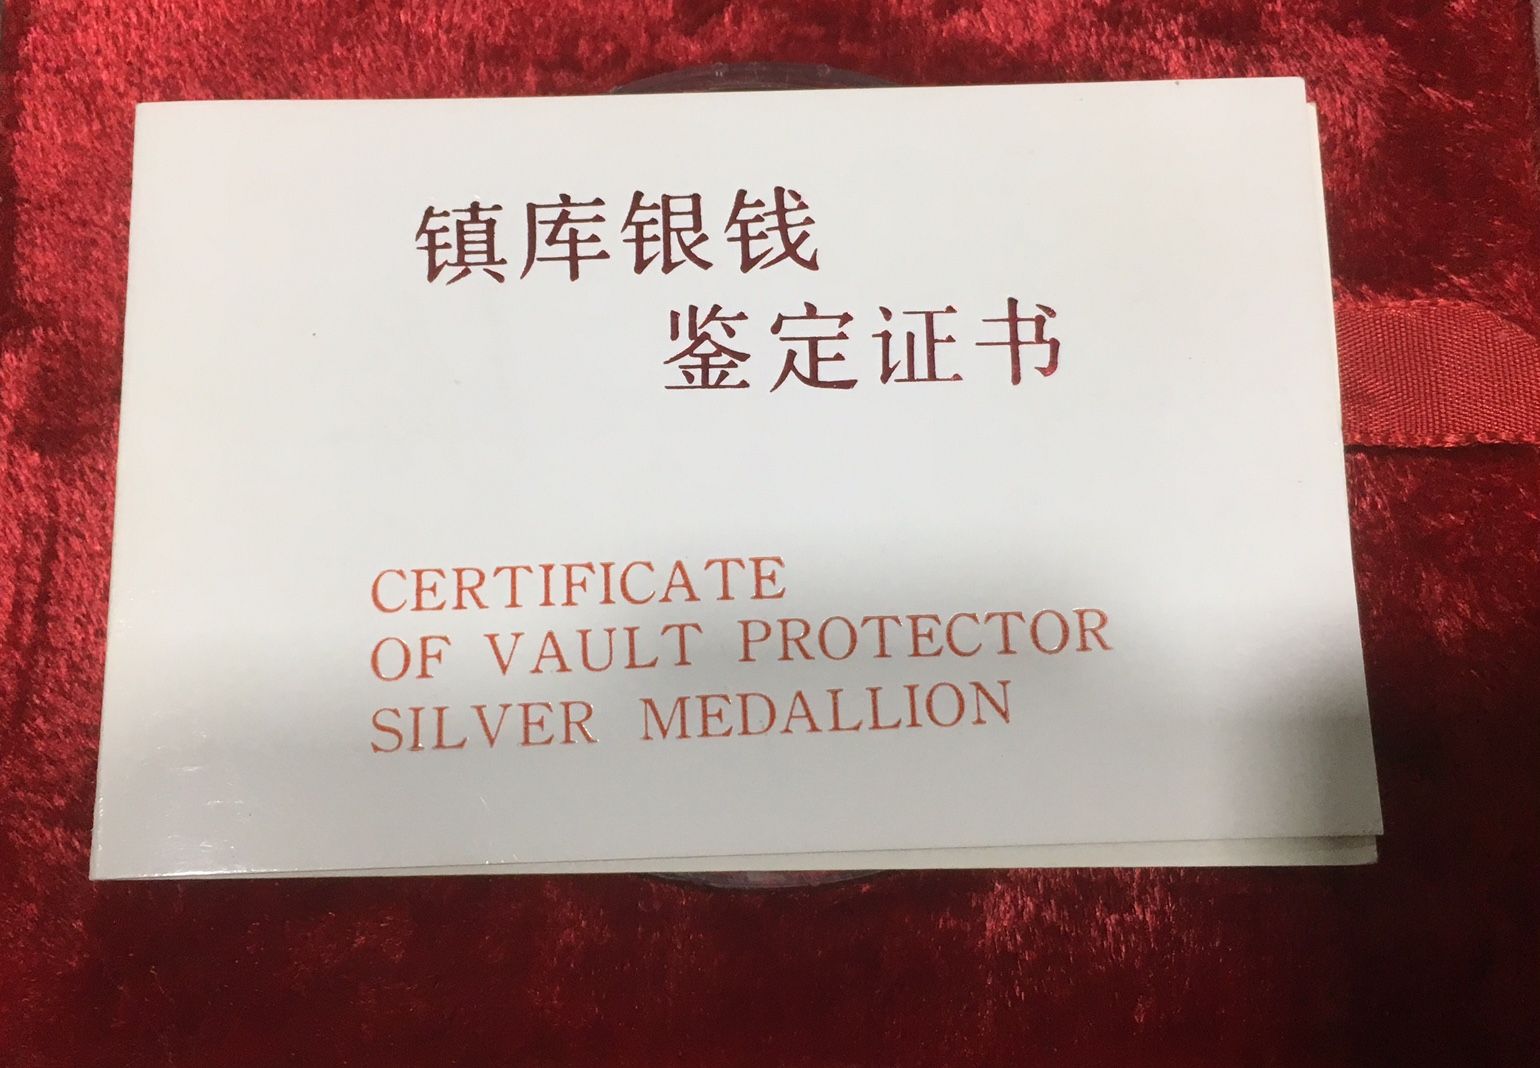 镇库银钱
鉴定证书
CERTIFICATE
OF VAULT PROTECTOR
SILVER MEDALLION